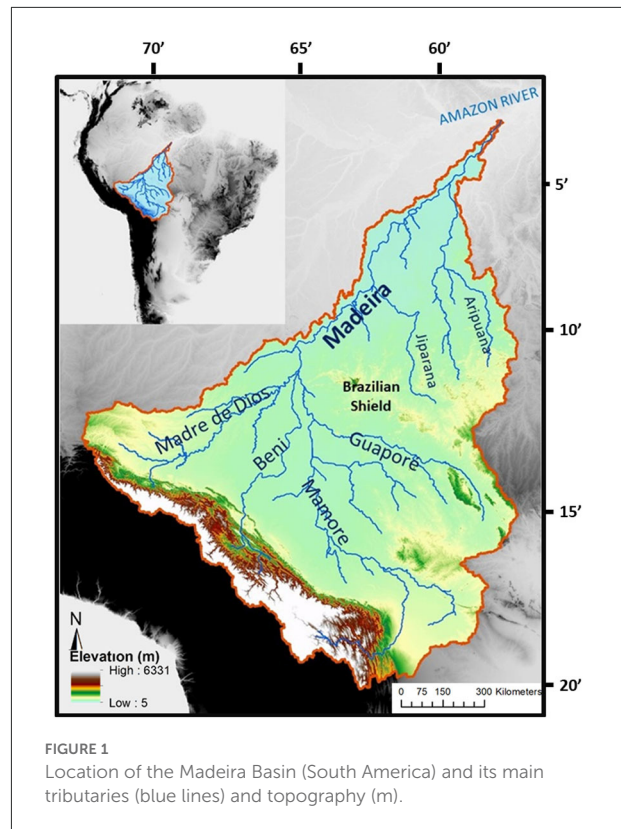 70′ 65′ 60′
AMAZON RIVER
5′
Madeira
Aripuana
10′
Jiparana
Brazilian
Shield
Madre de Dios
Beni
Guaporé
Mamore
15′
N
Elevation (m)
High : 6331
Low : 5
0 75 150 300 Kilometers
20′
FIGURE 1
Location of the Madeira Basin (South America) and its main
tributaries (blue lines) and topography (m).